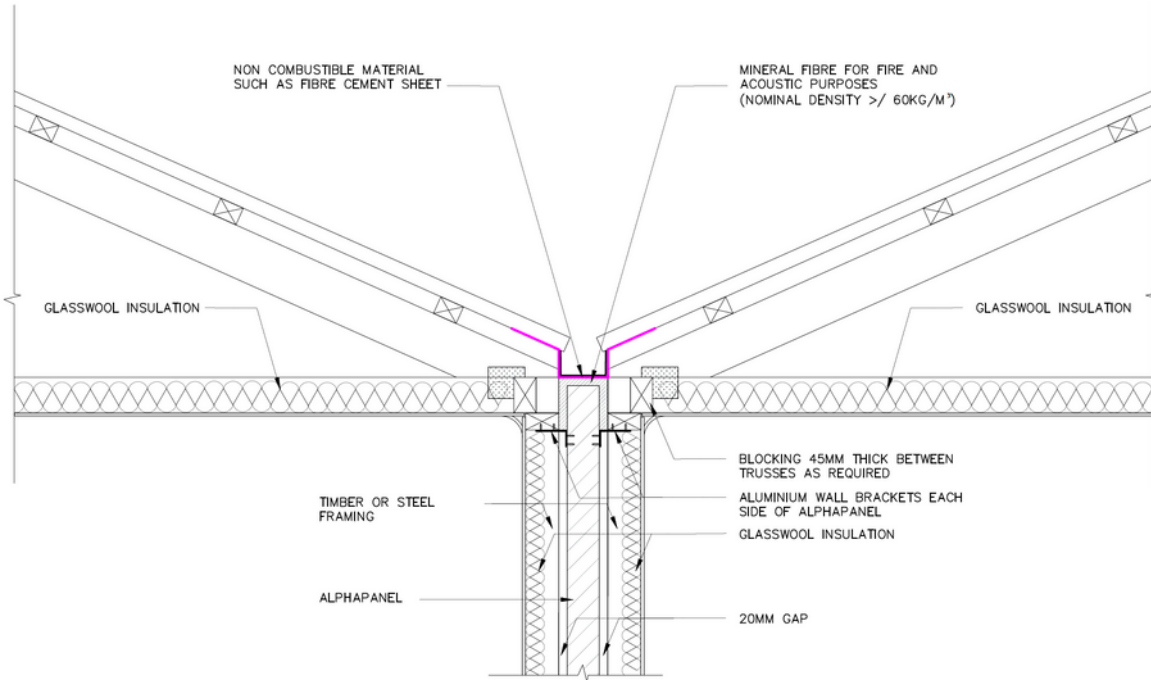 NON COMBUSTIBLE MATERIAL
SUCH AS FIBRE CEMENT SHEET
MINERAL FIBRE FOR FIRE AND
ACOUSTIC PURPOSES
(NOMINAL DENSITY >/ 60KG/M³)
GLASSWOOL INSULATION
GLASSWOOL INSULATION
BLOCKING 45MM THICK BETWEEN
TRUSSES AS REQUIRED
TIMBER OR STEEL
FRAMING
ALUMINIUM WALL BRACKETS EACH
SIDE OF ALPHAPANEL
GLASSWOOL INSULATION
ALPHAPANEL
20MM GAP